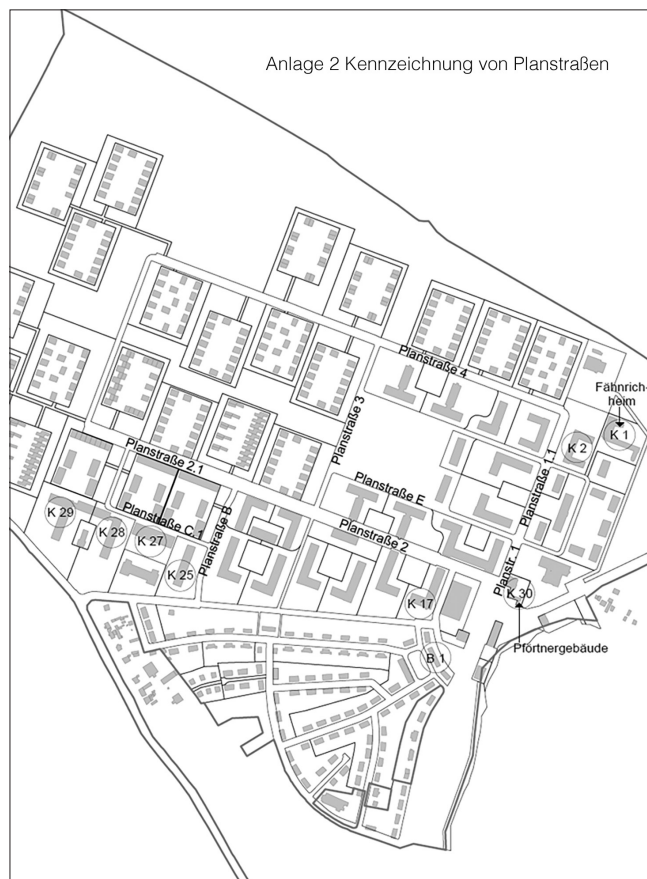 Anlage 2 Kennzeichnung von Planstraßen
Planstraße 4
Fähnrich-
heim
K 1
K 2
Planstraße 3
Planstraße 1.1
Planstraße 2.1
Planstraße E
K 29
Planstraße C.1
K 28
K 27
Planstraße B
Planstraße 2
Planstr. 1
K 25
K 17
K 30
Pförtnergebäude
B 1